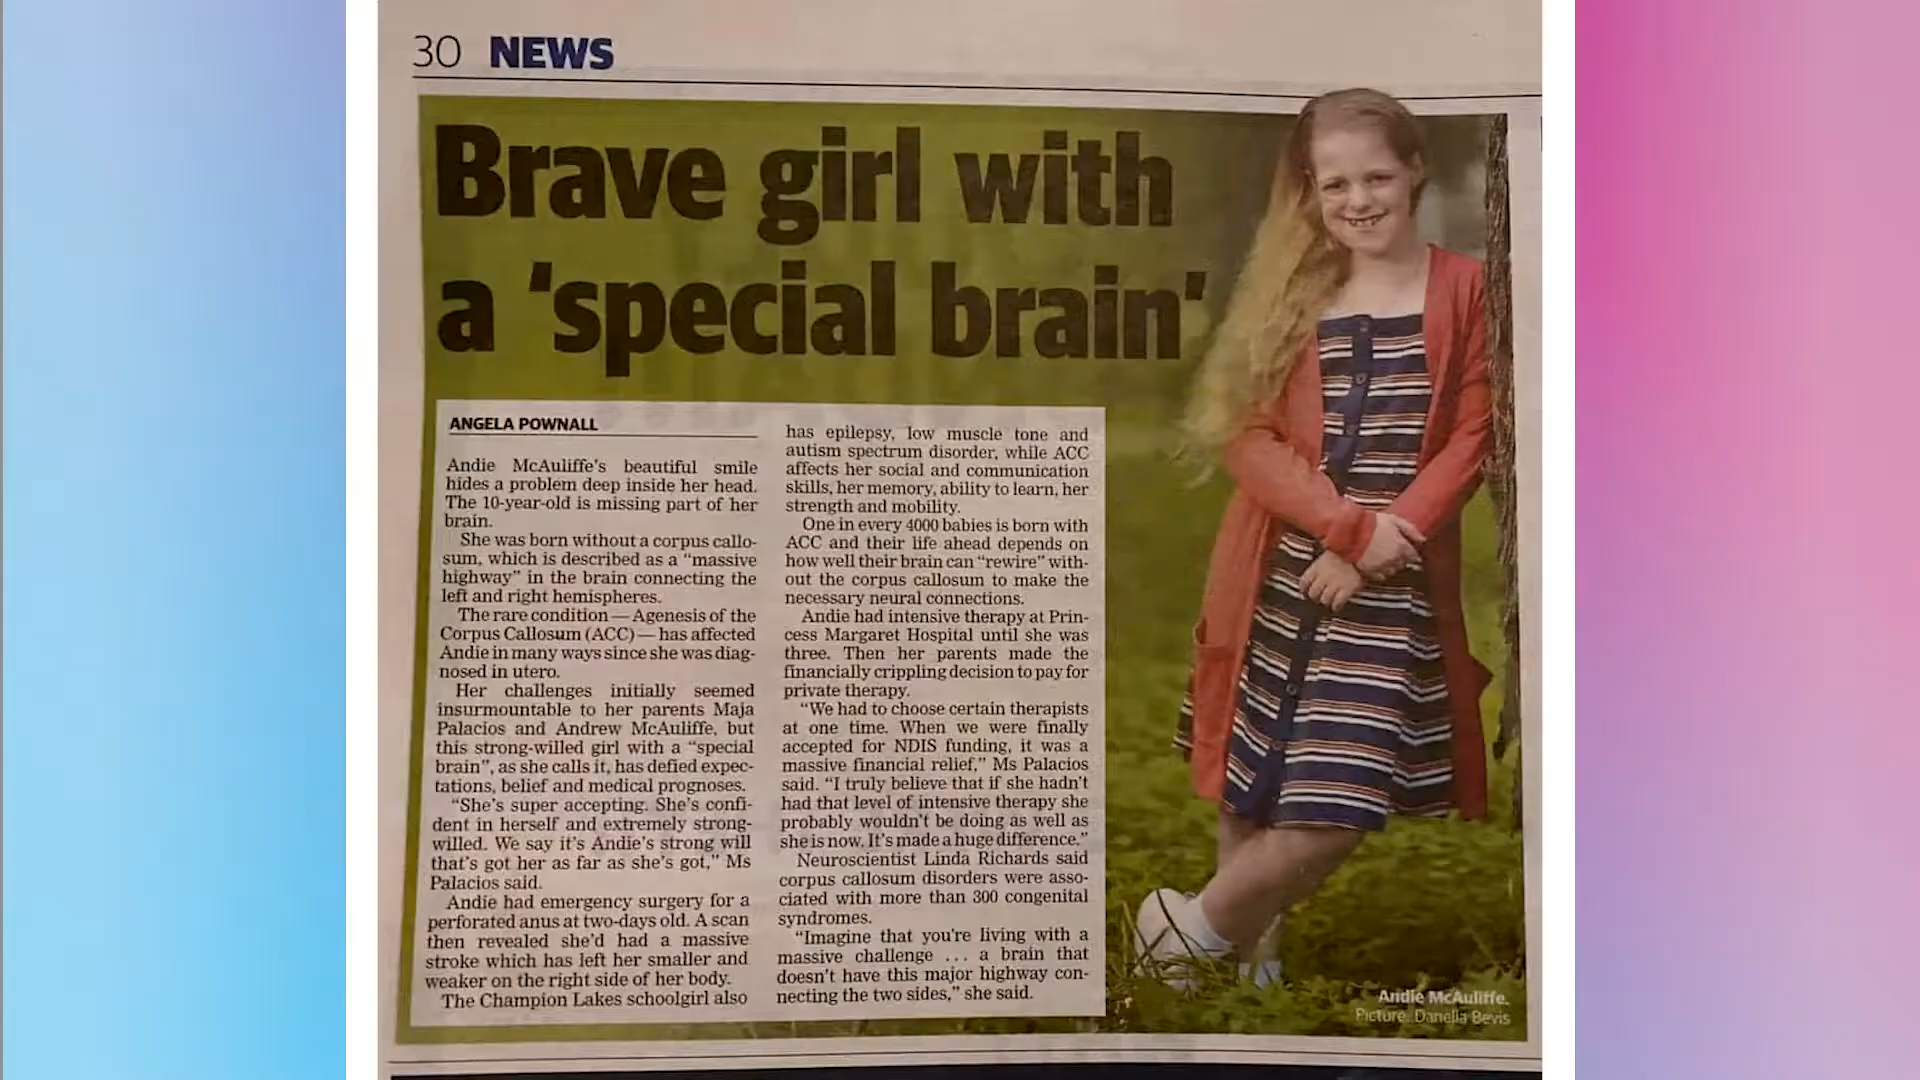 30 NEWS
Brave girl with
a ‘special brain’
ANGELA POWNALL
Andie McAuliffe’s beautiful smile
hides a problem deep inside her head.
The 10-year-old is missing part of her
brain.
She was born without a corpus callo-
sum, which is described as a “massive
highway” in the brain connecting the
left and right hemispheres.
The rare condition — Agenesis of the
Corpus Callosum (ACC) — has affected
Andie in many ways since she was diag-
nosed in utero.
Her challenges initially seemed
insurmountable to her parents Maja
Palacios and Andrew McAuliffe, but
this strong-willed girl with a “special
brain”, as she calls it, has defied expec-
tations, belief and medical prognoses.
“She’s super accepting. She’s confi-
dent in herself and extremely strong-
willed. We say it’s Andie’s strong will
that’s got her as far as she’s got,” Ms
Palacios said.
Andie had emergency surgery for a
perforated anus at two-days old. A scan
then revealed she’d had a massive
stroke which has left her smaller and
weaker on the right side of her body.
The Champion Lakes schoolgirl also
has epilepsy, low muscle tone and
autism spectrum disorder, while ACC
affects her social and communication
skills, her memory, ability to learn, her
strength and mobility.
One in every 4000 babies is born with
ACC and their life ahead depends on
how well their brain can “rewire” with-
out the corpus callosum to make the
necessary neural connections.
Andie had intensive therapy at Prin-
cess Margaret Hospital until she was
three. Then her parents made the
financially crippling decision to pay for
private therapy.
“We had to choose certain therapists
at one time. When we were finally
accepted for NDIS funding, it was a
massive financial relief,” Ms Palacios
said. “I truly believe that if she hadn’t
had that level of intensive therapy she
probably wouldn’t be doing as well as
she is now. It’s made a huge difference.”
Neuroscientist Linda Richards said
corpus callosum disorders were asso-
ciated with more than 300 congenital
syndromes.
“Imagine that you’re living with a
massive challenge ... a brain that
doesn’t have this major highway con-
necting the two sides,” she said.
Andie McAuliffe.
Picture: Danella Bevis